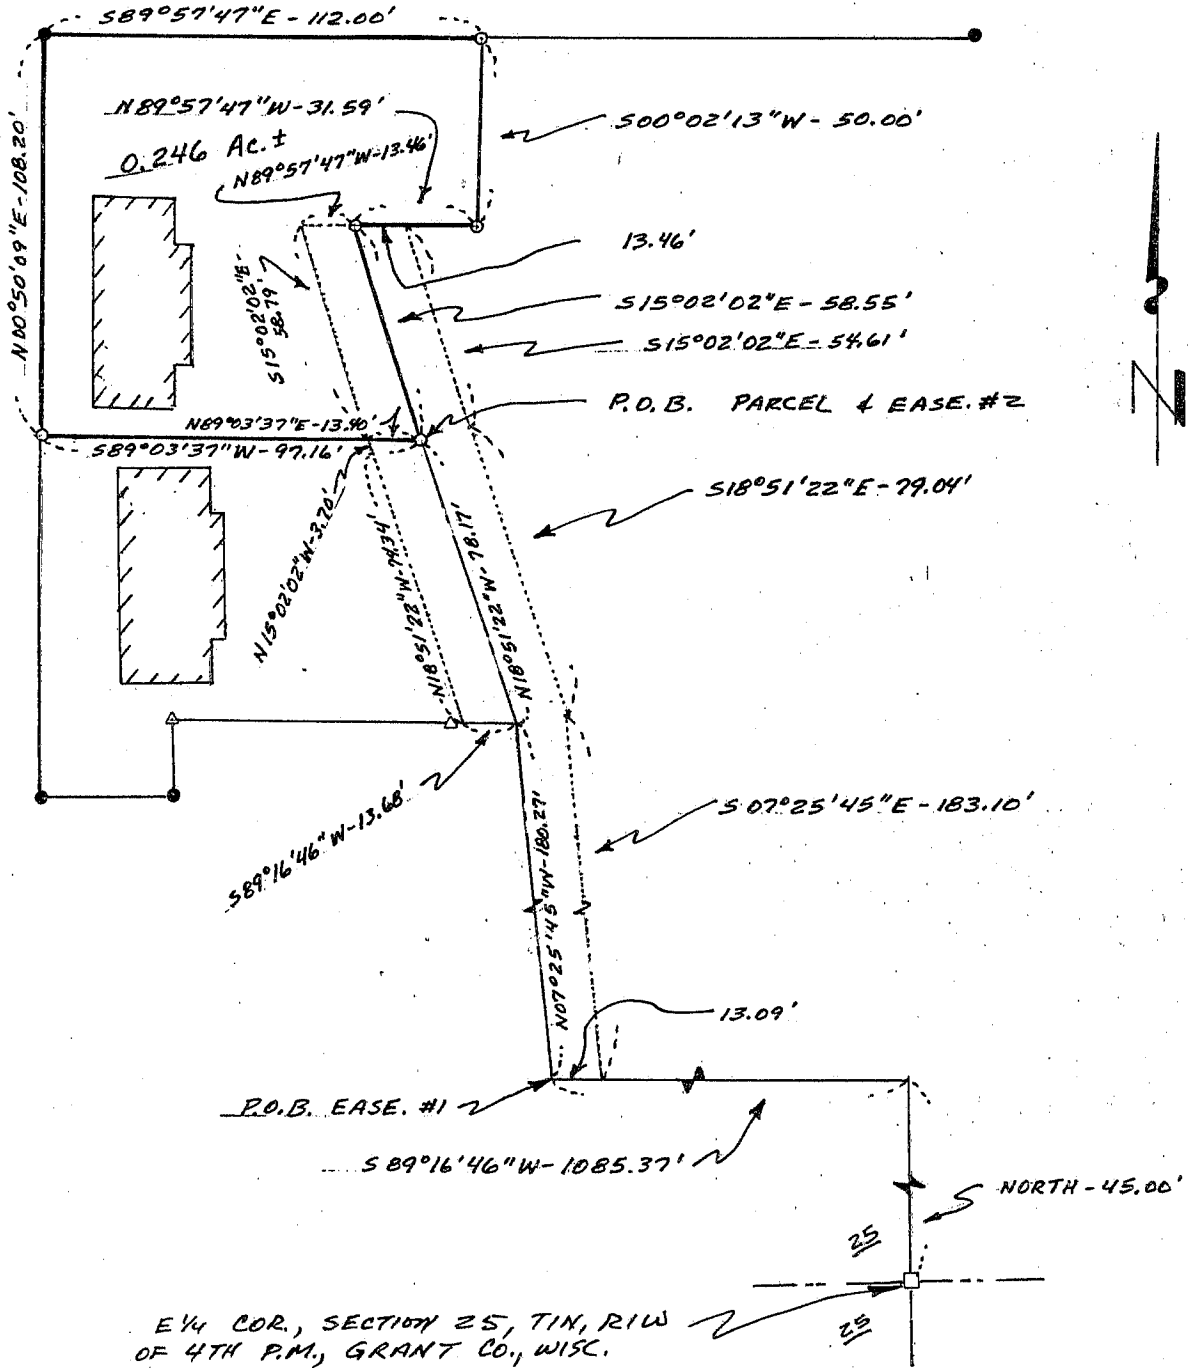 S89°57'47"E - 112.00'
N89°57'47"W-31.59'
0.246 Ac.±
N89°57'47"W-13.46'
S00°02'13"W - 50.00'
N00°50'09"E-108.20'
13.46'
S15°02'02"E-
58.79'
S15°02'02"E - 58.55'
S15°02'02"E - 54.61'
P.O.B. PARCEL & EASE. #2
N89°03'37"E-13.40'
S89°03'37"W-97.16'
S18°51'22"E-79.04'
N15°02'02"W-3.70'
N18°51'22"W-74.34'
N18°51'22"W-78.17'
N
S89°16'46"W-13.68'
S07°25'45"E-183.10'
N07°25'45"W-180.27'
13.09'
P.O.B. EASE. #1
S89°16'46"W-1085.37'
NORTH - 45.00'
25
25
E¼ COR., SECTION 25, T1N, R1W
OF 4TH P.M., GRANT CO., WISC.